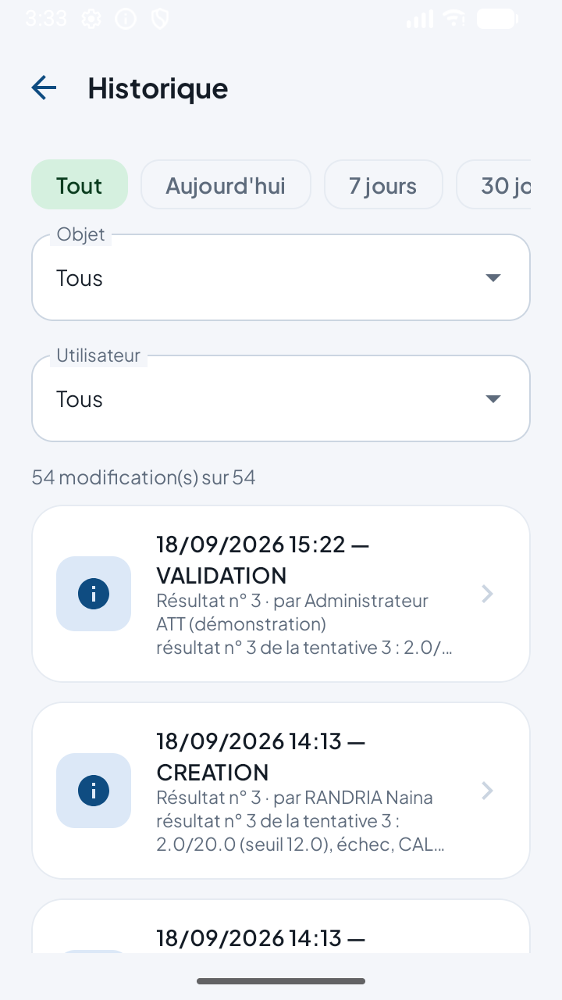 3:33
Historique
Tout
Aujourd'hui
7 jours
30 jo
Objet
Tous
Utilisateur
Tous
54 modification(s) sur 54
18/09/2026 15:22 —
VALIDATION
Résultat n° 3 · par Administrateur
ATT (démonstration)
résultat n° 3 de la tentative 3 : 2.0/…
18/09/2026 14:13 —
CREATION
Résultat n° 3 · par RANDRIA Naina
résultat n° 3 de la tentative 3 :
2.0/20.0 (seuil 12.0), échec, CAL…
18/09/2026 14:13 —